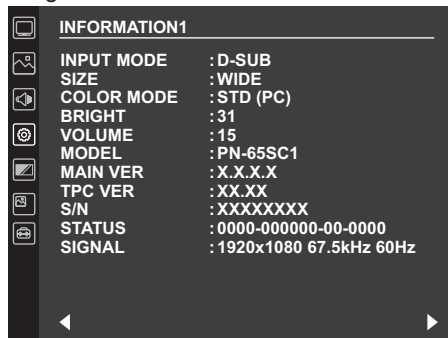 INFORMATION1
INPUT MODE : D-SUB
SIZE : WIDE
COLOR MODE : STD (PC)
BRIGHT : 31
VOLUME : 15
MODEL : PN-65SC1
MAIN VER : X.X.X.X
TPC VER : XX.XX
S/N : XXXXXXXX
STATUS : 0000-000000-00-0000
SIGNAL : 1920x1080 67.5kHz 60Hz